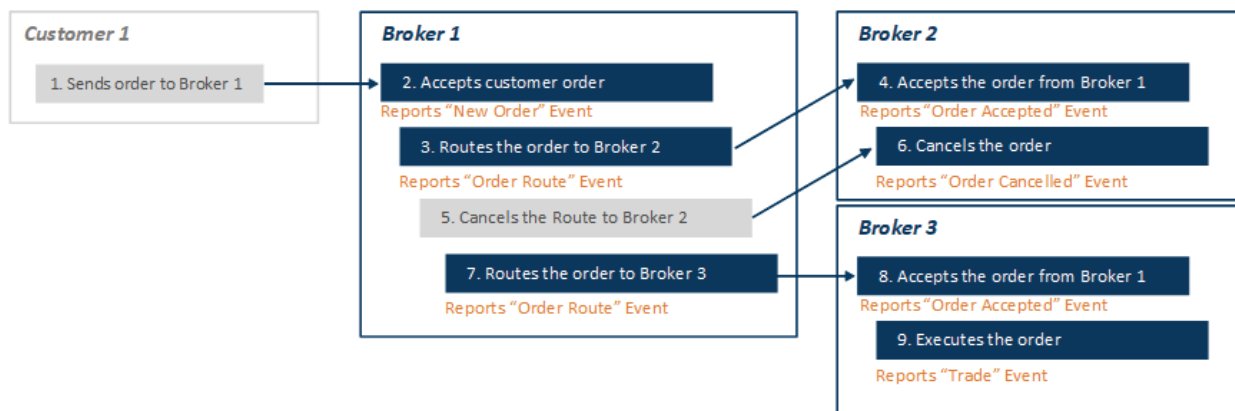 Customer 1
1. Sends order to Broker 1
Broker 1
2. Accepts customer order
Reports “New Order” Event
3. Routes the order to Broker 2
Reports “Order Route” Event
5. Cancels the Route to Broker 2
7. Routes the order to Broker 3
Reports “Order Route” Event
Broker 2
4. Accepts the order from Broker 1
Reports “Order Accepted” Event
6. Cancels the order
Reports “Order Cancelled” Event
Broker 3
8. Accepts the order from Broker 1
Reports “Order Accepted” Event
9. Executes the order
Reports “Trade” Event